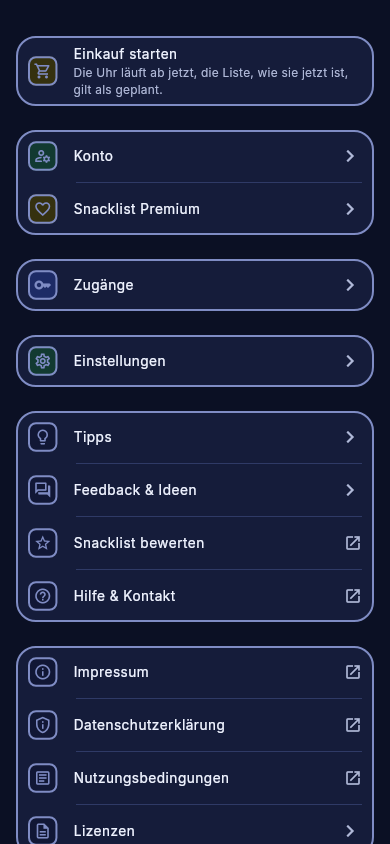 Einkauf starten
Die Uhr läuft ab jetzt, die Liste, wie sie jetzt ist,
gilt als geplant.
Konto
Snacklist Premium
Zugänge
Einstellungen
Tipps
Feedback & Ideen
Snacklist bewerten
Hilfe & Kontakt
Impressum
Datenschutzerklärung
Nutzungsbedingungen
Lizenzen